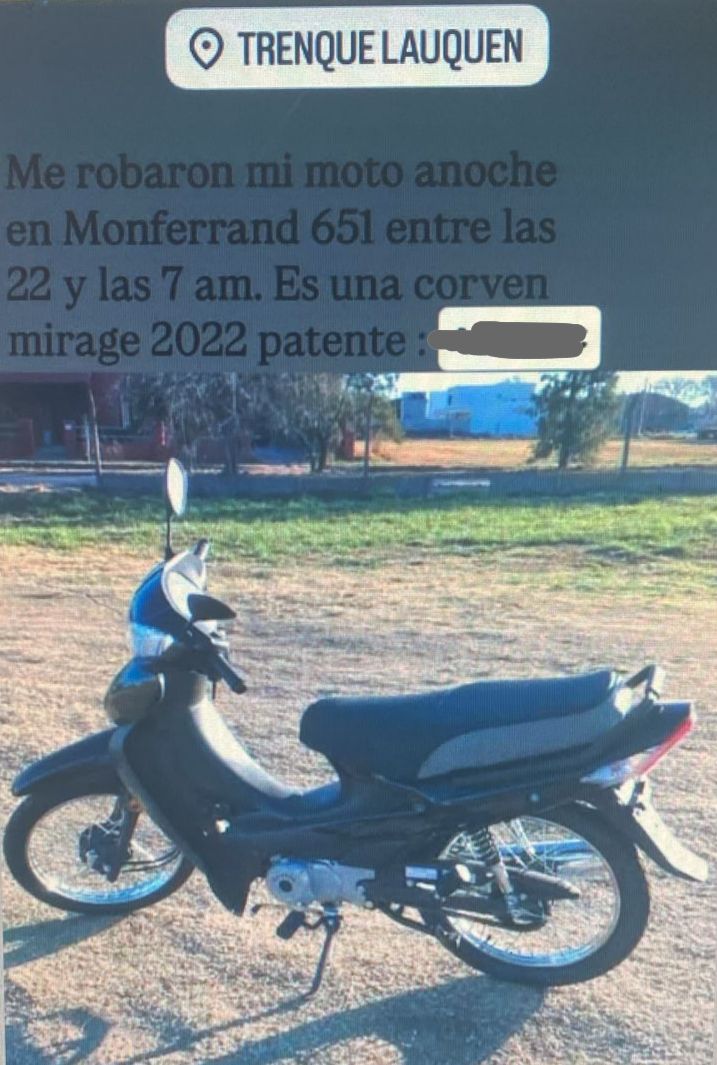 TRENQUE LAUQUEN
Me robaron mi moto anoche
en Monferrand 651 entre las
22 y las 7 am. Es una corven
mirage 2022 patente :